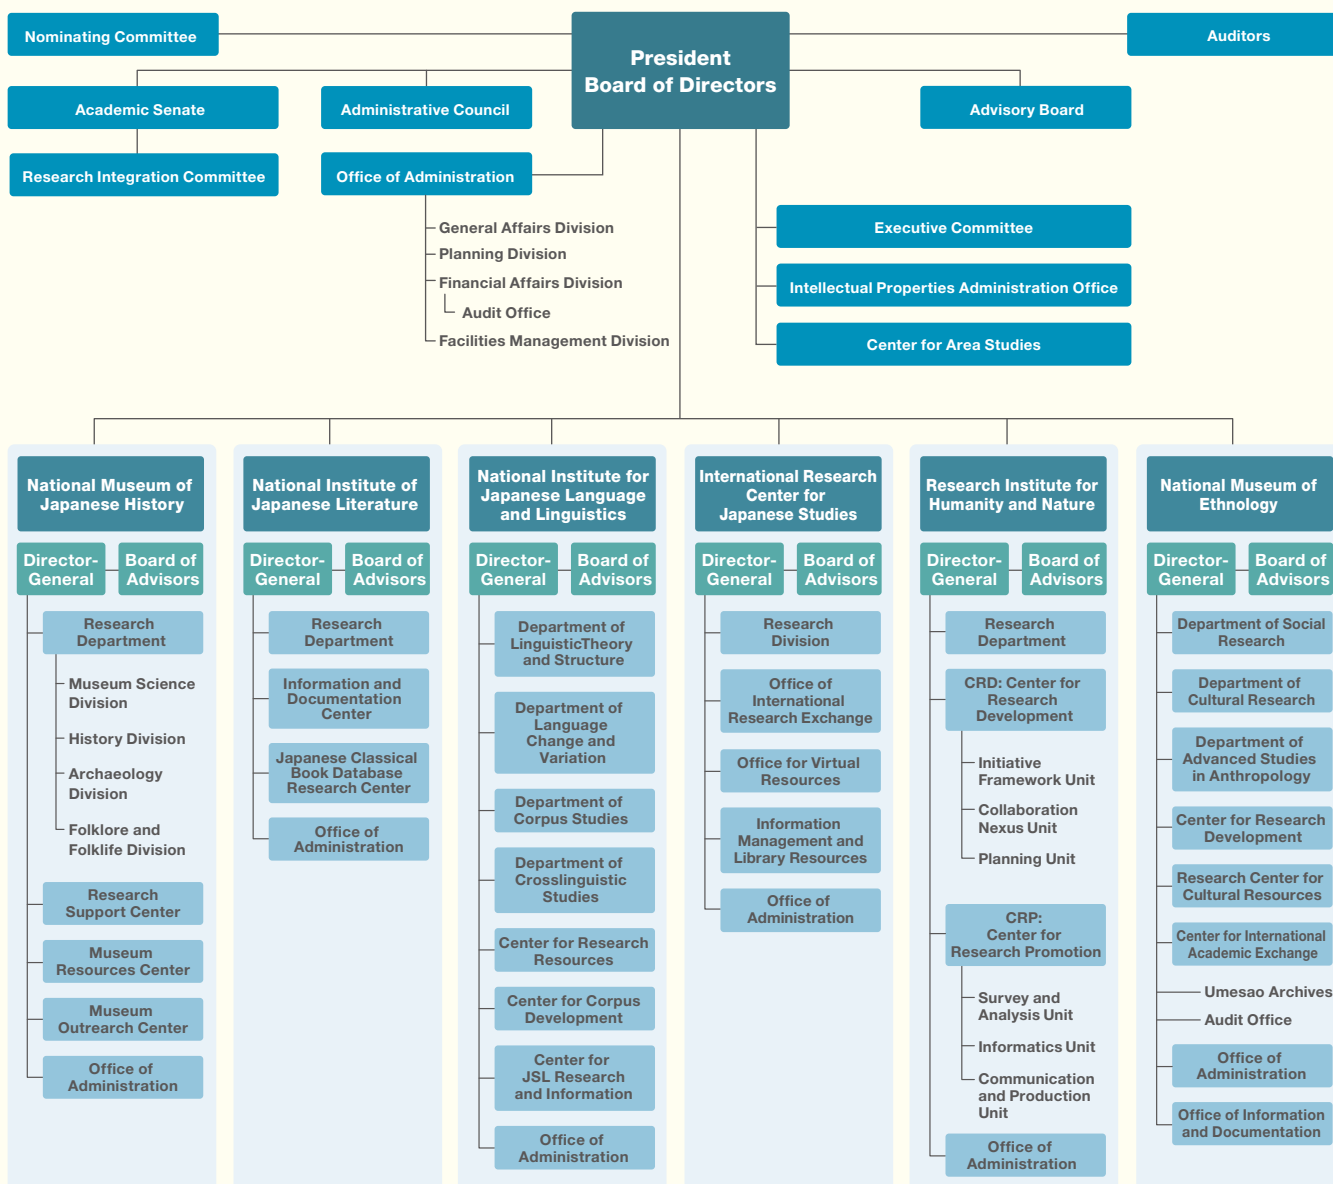 Nominating Committee
President
Board of Directors
Auditors
Academic Senate
Administrative Council
Advisory Board
Research Integration Committee
Office of Administration
General Affairs Division
Planning Division
Financial Affairs Division
Audit Office
Facilities Management Division
Executive Committee
Intellectual Properties Administration Office
Center for Area Studies
National Museum of
Japanese History
Director-
General
Board of
Advisors
Research
Department
Museum Science
Division
History Division
Archaeology
Division
Folklore and
Folklife Division
Research
Support Center
Museum
Resources Center
Museum
Outrearch Center
Office of
Administration
National Institute of
Japanese Literature
Director-
General
Board of
Advisors
Research
Department
Information and
Documentation
Center
Japanese Classical
Book Database
Research Center
Office of
Administration
National Institute for
Japanese Language
and Linguistics
Director-
General
Board of
Advisors
Department of
LinguisticTheory
and Structure
Department of
Language
Change and
Variation
Department of
Corpus Studies
Department of
Crosslinguistic
Studies
Center for Research
Resources
Center for Corpus
Development
Center for
JSL Research
and Information
Office of
Administration
International Research
Center for
Japanese Studies
Director-
General
Board of
Advisors
Research
Division
Office of
International
Research Exchange
Office for Virtual
Resources
Information
Management and
Library Resources
Office of
Administration
Research Institute for
Humanity and Nature
Director-
General
Board of
Advisors
Research
Department
CRD: Center for
Research
Development
Initiative
Framework Unit
Collaboration
Nexus Unit
Planning Unit
CRP:
Center for
Research Promotion
Survey and
Analysis Unit
Informatics Unit
Communication
and Production
Unit
Office of
Administration
National Museum of
Ethnology
Director-
General
Board of
Advisors
Department of Social
Research
Department of
Cultural Research
Department of
Advanced Studies
in Anthropology
Center for Research
Development
Research Center for
Cultural Resources
Center for International
Academic Exchange
Umesao Archives
Audit Office
Office of
Administration
Office of Information
and Documentation